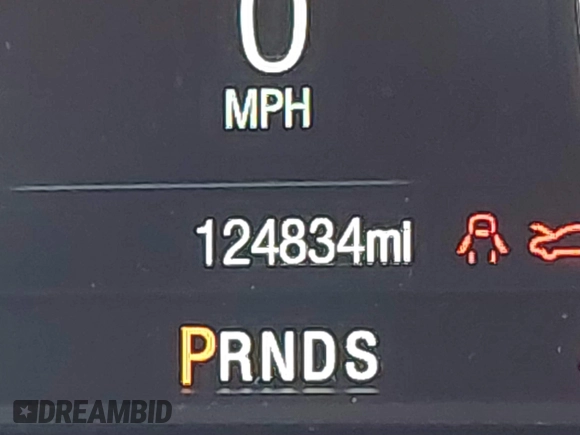 0
MPH
124834mi
PRNDS
DREAMBID